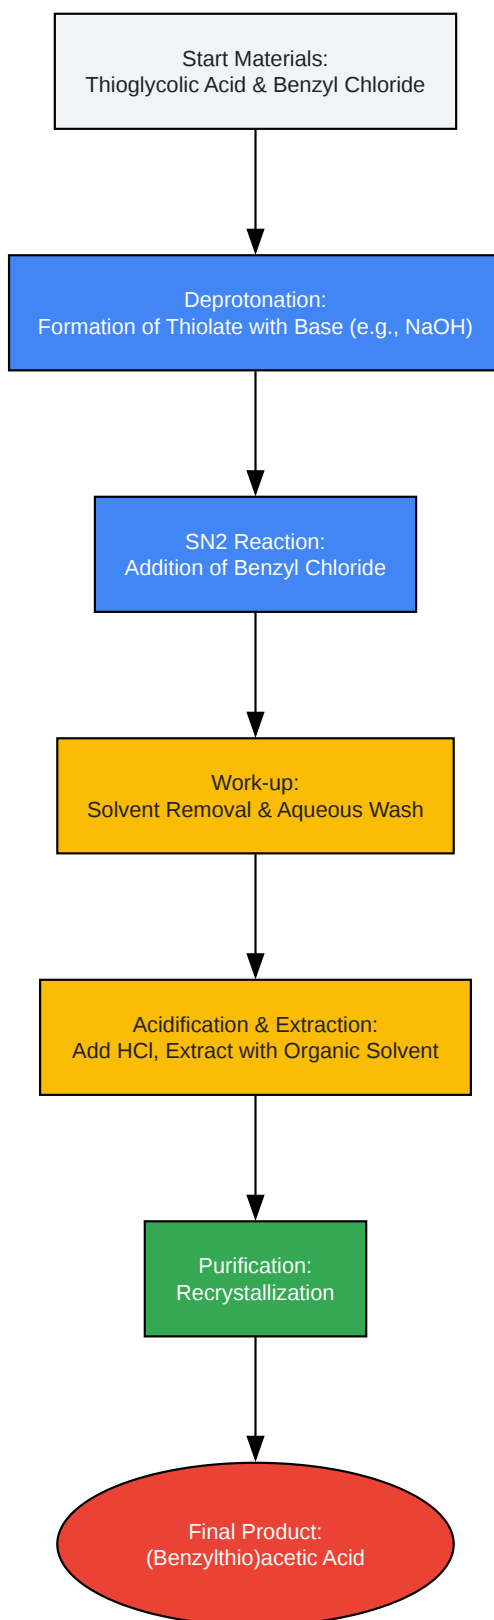 Start Materials:
Thioglycolic Acid & Benzyl Chloride
Deprotonation:
Formation of Thiolate with Base (e.g., NaOH)
SN2 Reaction:
Addition of Benzyl Chloride
Work-up:
Solvent Removal & Aqueous Wash
Acidification & Extraction:
Add HCl, Extract with Organic Solvent
Purification:
Recrystallization
Final Product:
(Benzylthio)acetic Acid